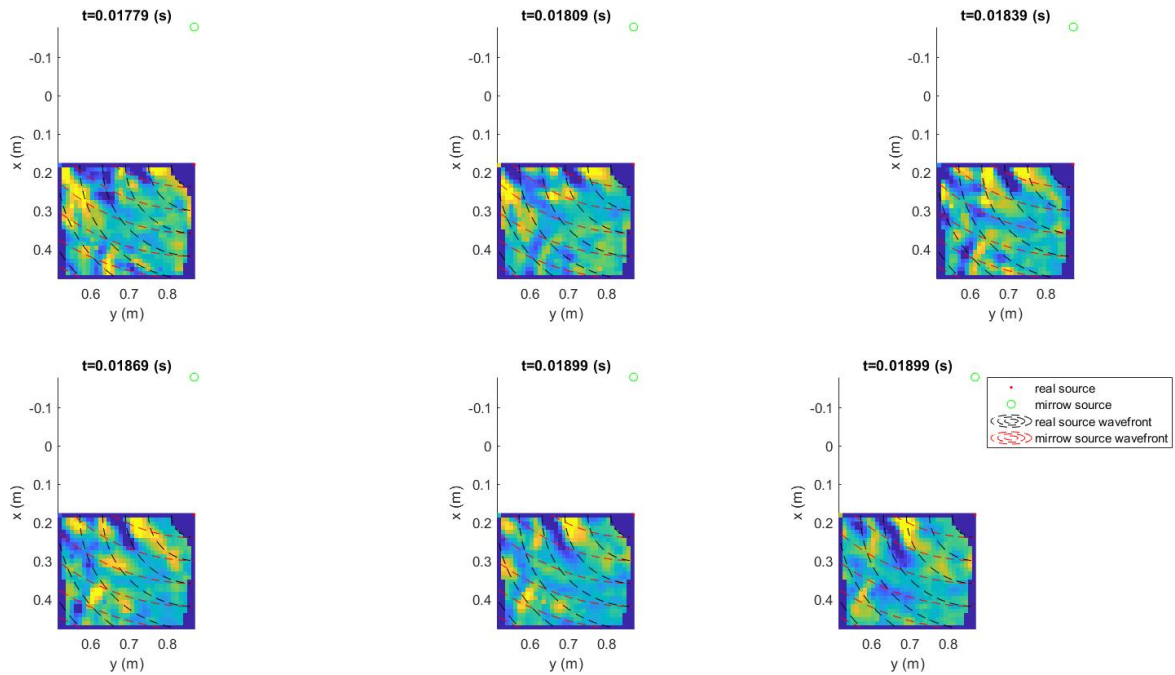 t=0.01779 (s)
-0.1
0
0.1
0.2
0.3
0.4
x (m)
0.6 0.7 0.8
y (m)
t=0.01809 (s)
-0.1
0
0.1
0.2
0.3
0.4
x (m)
0.6 0.7 0.8
y (m)
t=0.01839 (s)
-0.1
0
0.1
0.2
0.3
0.4
x (m)
0.6 0.7 0.8
y (m)
t=0.01869 (s)
-0.1
0
0.1
0.2
0.3
0.4
x (m)
0.6 0.7 0.8
y (m)
t=0.01899 (s)
-0.1
0
0.1
0.2
0.3
0.4
x (m)
0.6 0.7 0.8
y (m)
t=0.01899 (s)
-0.1
0
0.1
0.2
0.3
0.4
x (m)
0.6 0.7 0.8
y (m)
real source
mirrow source
real source wavefront
mirrow source wavefront